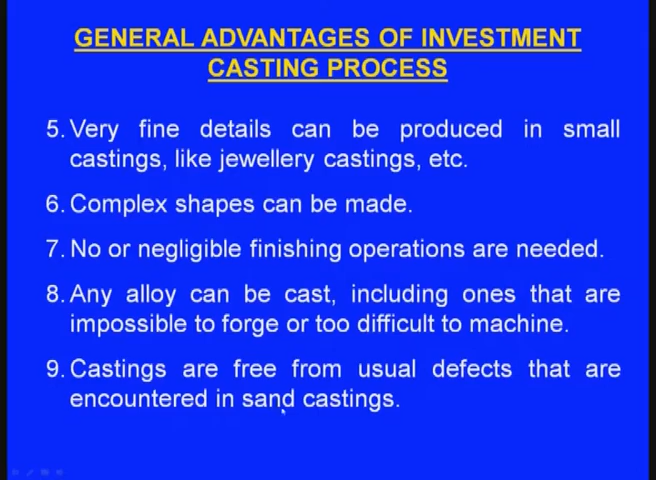 GENERAL ADVANTAGES OF INVESTMENT
CASTING PROCESS
5. Very fine details can be produced in small
castings, like jewellery castings, etc.
6. Complex shapes can be made.
7. No or negligible finishing operations are needed.
8. Any alloy can be cast, including ones that are
impossible to forge or too difficult to machine.
9. Castings are free from usual defects that are
encountered in sand castings.